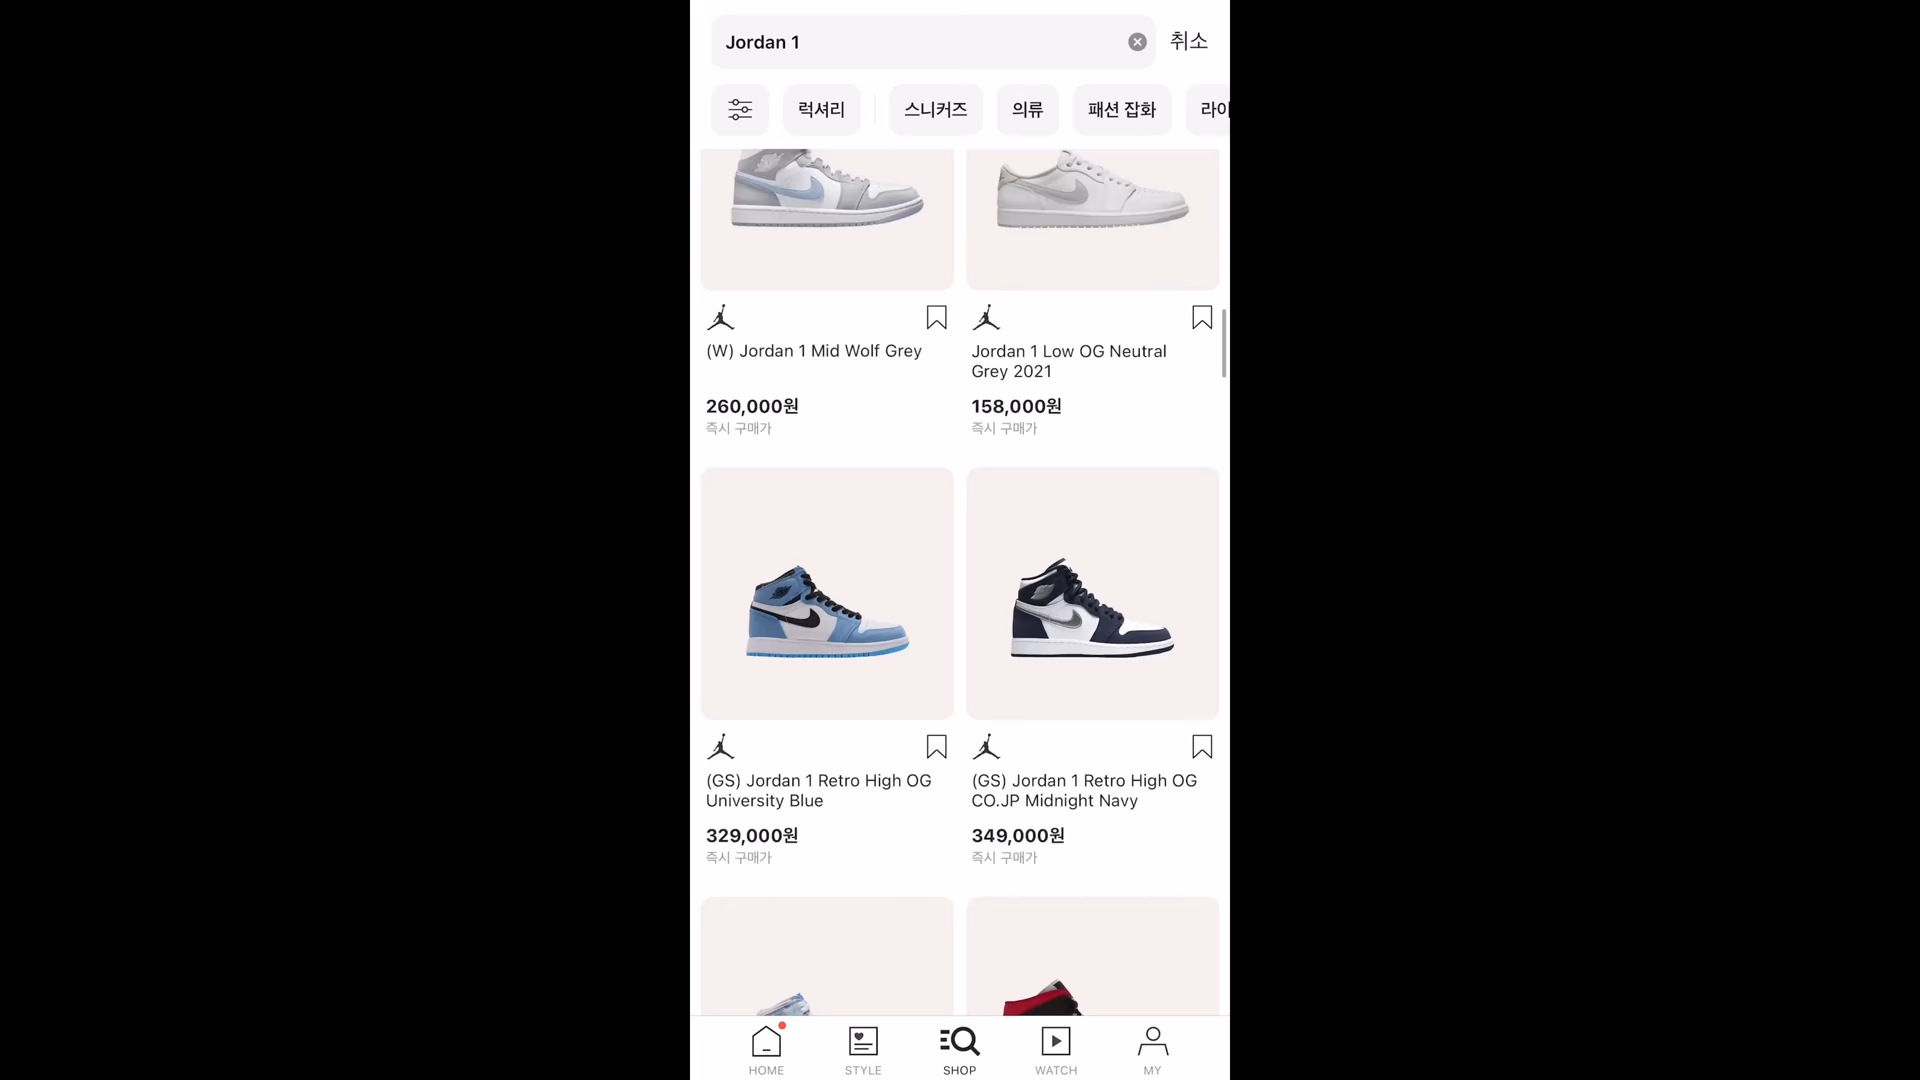 Jordan 1 취소
럭셔리 스니커즈 의류 패션 잡화 라이
(W) Jordan 1 Mid Wolf Grey
260,000원
즉시 구매가
Jordan 1 Low OG Neutral
Grey 2021
158,000원
즉시 구매가
(GS) Jordan 1 Retro High OG
University Blue
329,000원
즉시 구매가
(GS) Jordan 1 Retro High OG
CO.JP Midnight Navy
349,000원
즉시 구매가
HOME STYLE SHOP WATCH MY